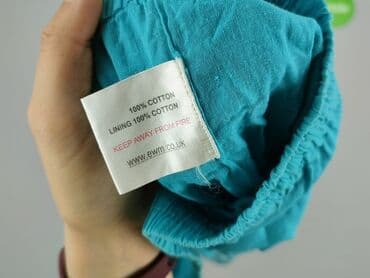 100% COTTON
LINING 100% COTTON
KEEP AWAY FROM FIRE
www.ewm.co.uk